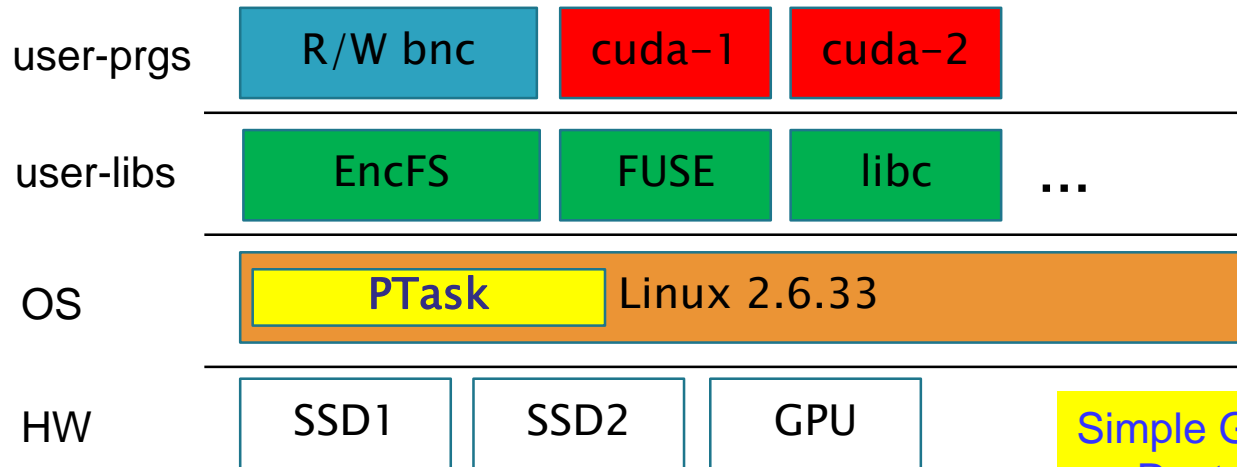 user-prgs R/W bnc cuda-1 cuda-2
user-libs EncFS FUSE libc ...
OS PTask Linux 2.6.33
HW SSD1 SSD2 GPU
Simple